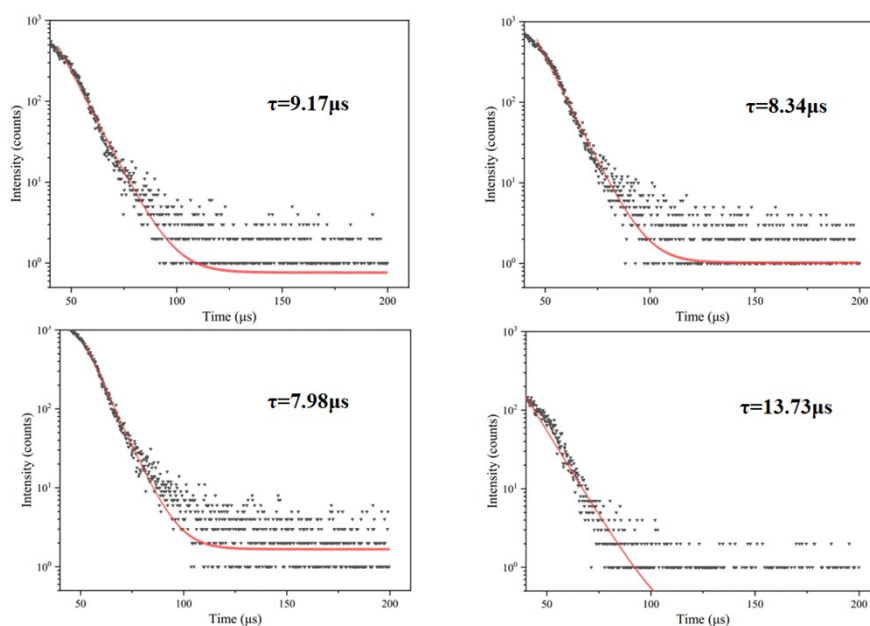 10³
10²
10¹
10⁰
Intensity (counts)
τ=9.17μs
50
100
150
200
Time (μs)
10³
10²
10¹
10⁰
Intensity (counts)
τ=8.34μs
50
100
150
200
Time (μs)
10³
10²
10¹
10⁰
Intensity (counts)
τ=7.98μs
50
100
150
200
Time (μs)
10³
10²
10¹
10⁰
Intensity (counts)
τ=13.73μs
50
100
150
200
Time (μs)